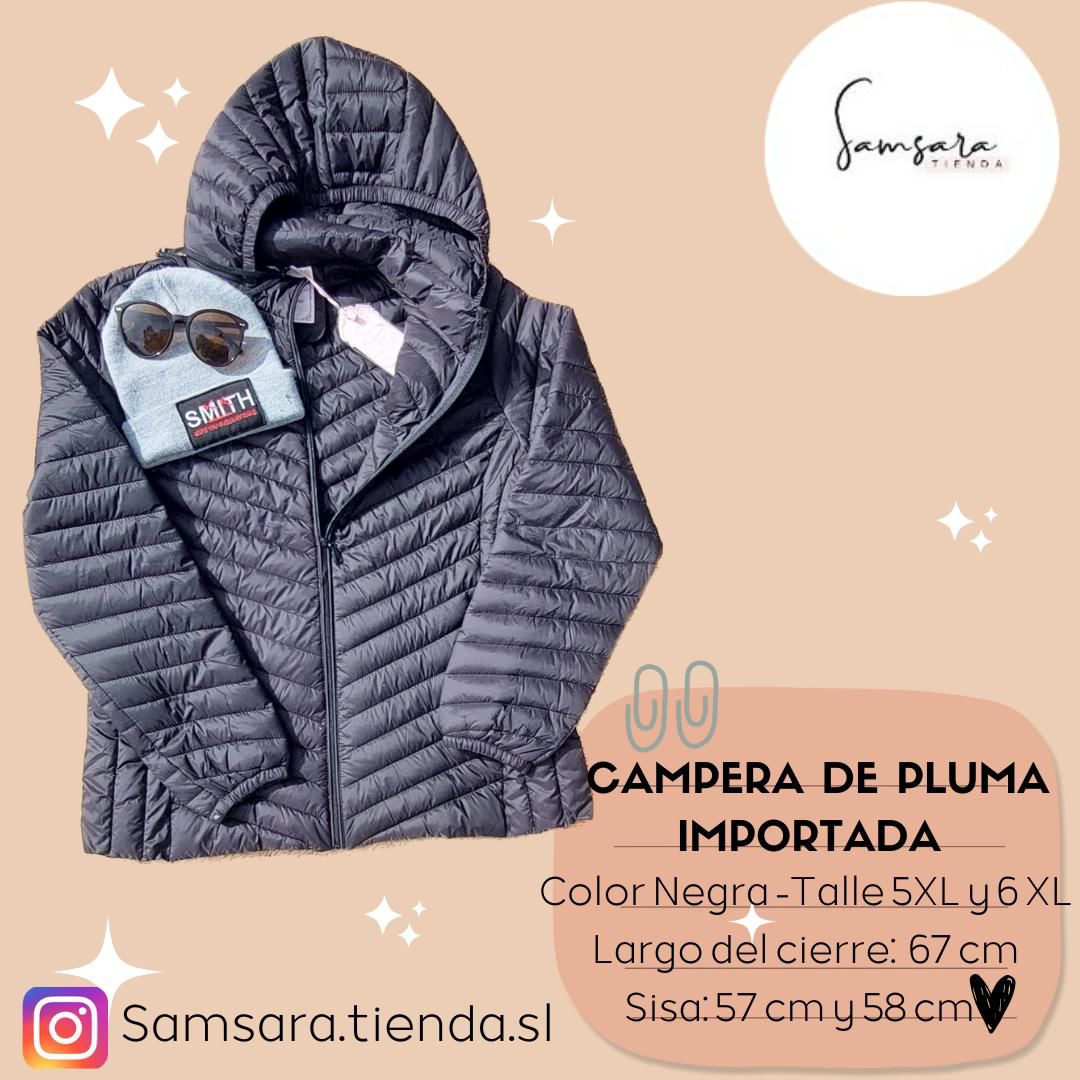 Samsara
TIENDA
SMITH
CAMPERA DE PLUMA
IMPORTADA
Color Negra -Talle 5XL y 6 XL
Largo del cierre: 67 cm
Sisa: 57 cm y 58 cm
Samsara.tienda.sl